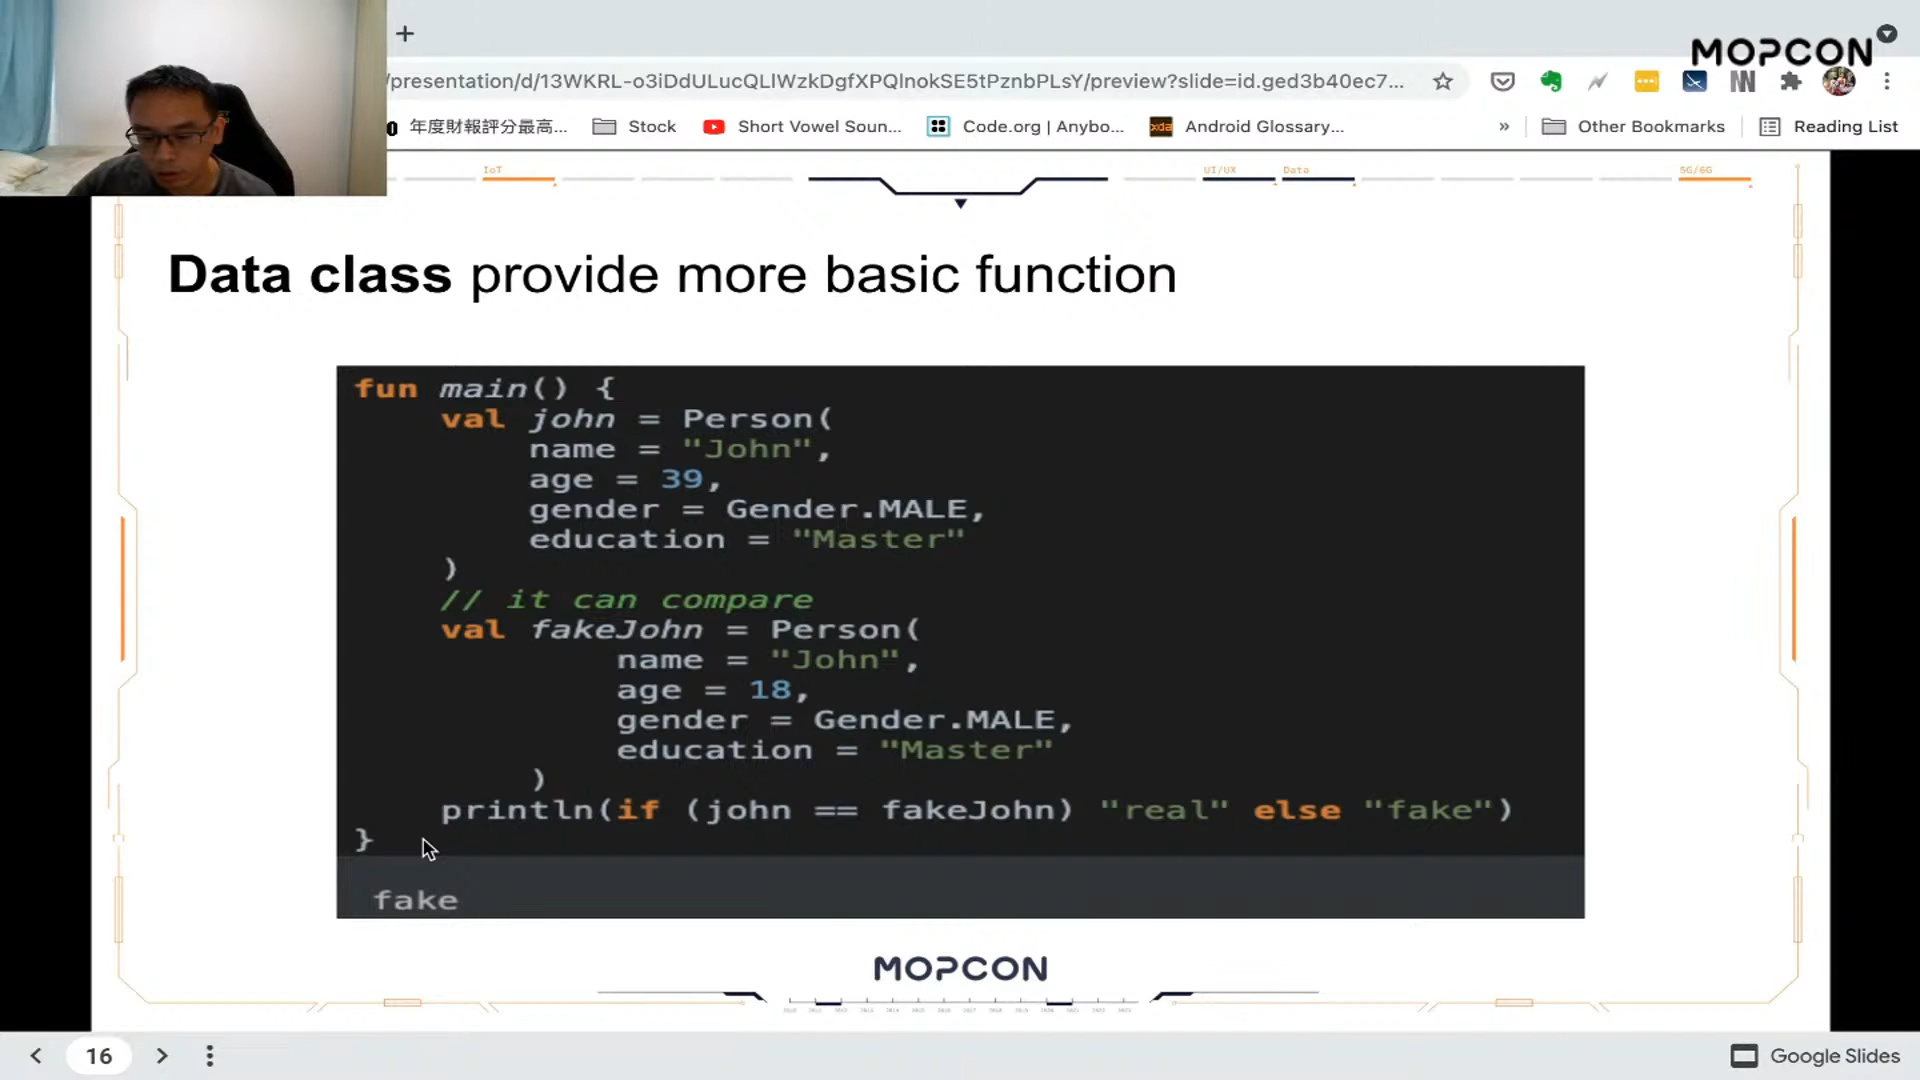 MOPCON
/presentation/d/13WKRL-o3iDdULucQLlWzkDgfXPQlnokSE5tPznbPLsY/preview?slide=id.ged3b40ec7...
年度財報評分最高...
Stock
Short Vowel Soun...
Code.org | Anybo...
Android Glossary...
»
Other Bookmarks
Reading List
IoT
UI/UX
Data
5G/6G
Data class provide more basic function
fun main() {
val john = Person(
name = "John",
age = 39,
gender = Gender.MALE,
education = "Master"
)
// it can compare
val fakeJohn = Person(
name = "John",
age = 18,
gender = Gender.MALE,
education = "Master"
)
println(if (john == fakeJohn) "real" else "fake")
}
fake
MOPCON
16
Google Slides